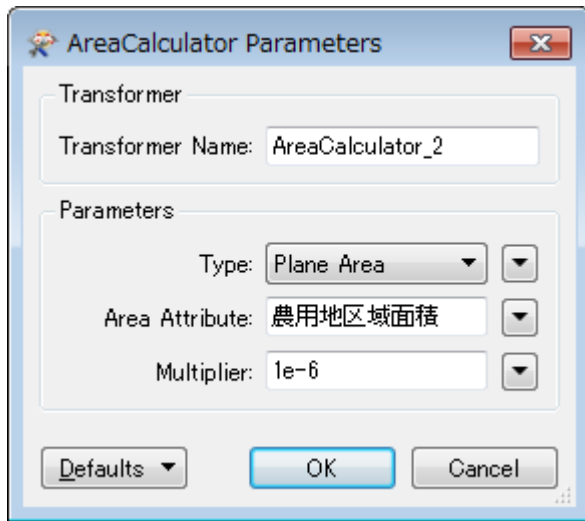 AreaCalculator Parameters
Transformer
Transformer Name: AreaCalculator_2
Parameters
Type: Plane Area
Area Attribute: 農用地区域面積
Multiplier: 1e-6
Defaults OK Cancel